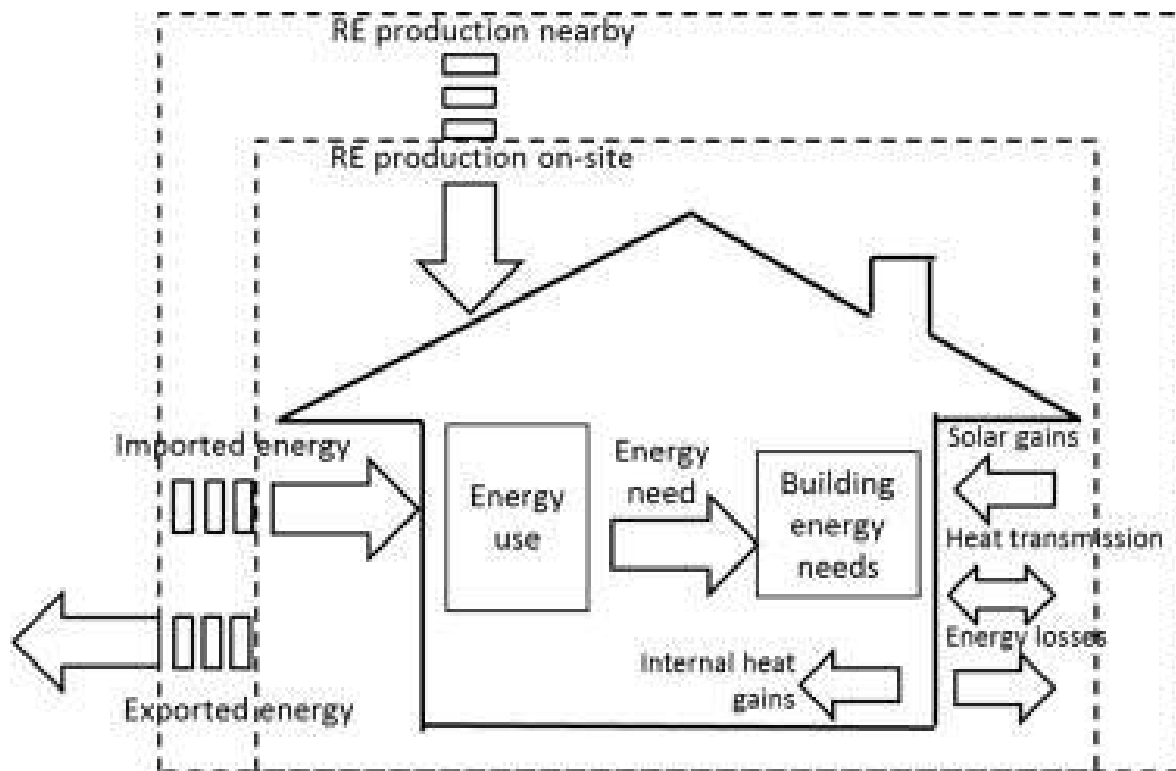 RE production nearby
RE production on-site
Imported energy
Energy
use
Energy
need
Building
energy
needs
Solar gains
Heat transmission
Energy losses
Internal heat
gains
Exported energy